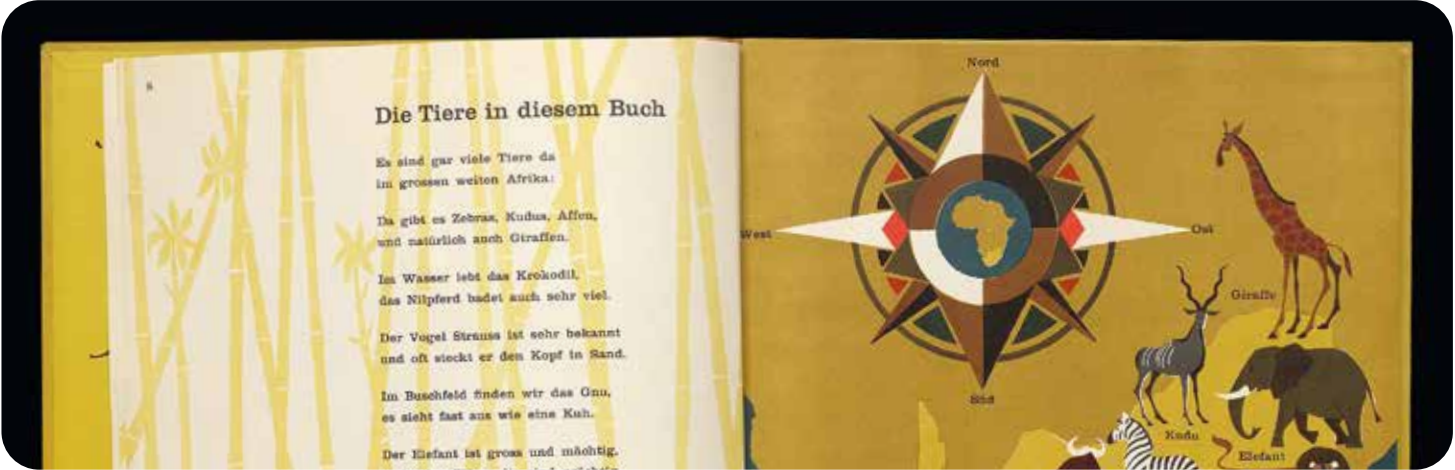 8
Die Tiere in diesem Buch
Es sind gar viele Tiere da
im grossen weiten Afrika:
Da gibt es Zebras, Kudus, Affen,
und natürlich auch Giraffen.
Im Wasser lebt das Krokodil,
das Nilpferd badet auch sehr viel.
Der Vogel Strauss ist sehr bekannt
und oft steckt er den Kopf in Sand.
Im Buschfeld finden wir das Gnu,
es sieht fast aus wie eine Kuh.
Der Elefant ist gross und mächtig,
Nord
West
Ost
Süd
Giraffe
Kudu
Elefant